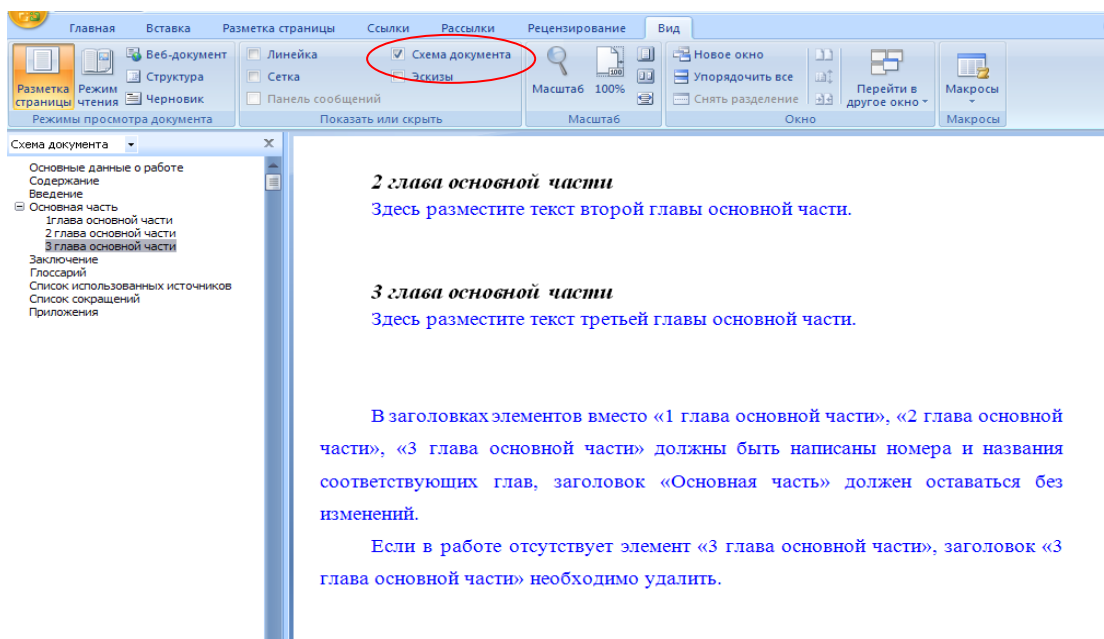 Главная Вставка Разметка страницы Ссылки Рассылки Рецензирование Вид
Разметка страницы
Режим чтения
Веб-документ
Структура
Черновик
Режимы просмотра документа
Линейка
Сетка
Панель сообщений
Схема документа
Эскизы
Показать или скрыть
Масштаб
100
100%
Масштаб
Новое окно
Упорядочить все
Снять разделение
Перейти в
другое окно
Окно
Макросы
Макросы
Схема документа
Основные данные о работе
Содержание
Введение
Основная часть
1глава основной части
2 глава основной части
3 глава основной части
Заключение
Глоссарий
Список использованных источников
Список сокращений
Приложения
2 глава основной части
Здесь разместите текст второй главы основной части.
3 глава основной части
Здесь разместите текст третьей главы основной части.
В заголовках элементов вместо «1 глава основной части», «2 глава основной
части», «3 глава основной части» должны быть написаны номера и названия
соответствующих глав, заголовок «Основная часть» должен оставаться без
изменений.
Если в работе отсутствует элемент «3 глава основной части», заголовок «3
глава основной части» необходимо удалить.